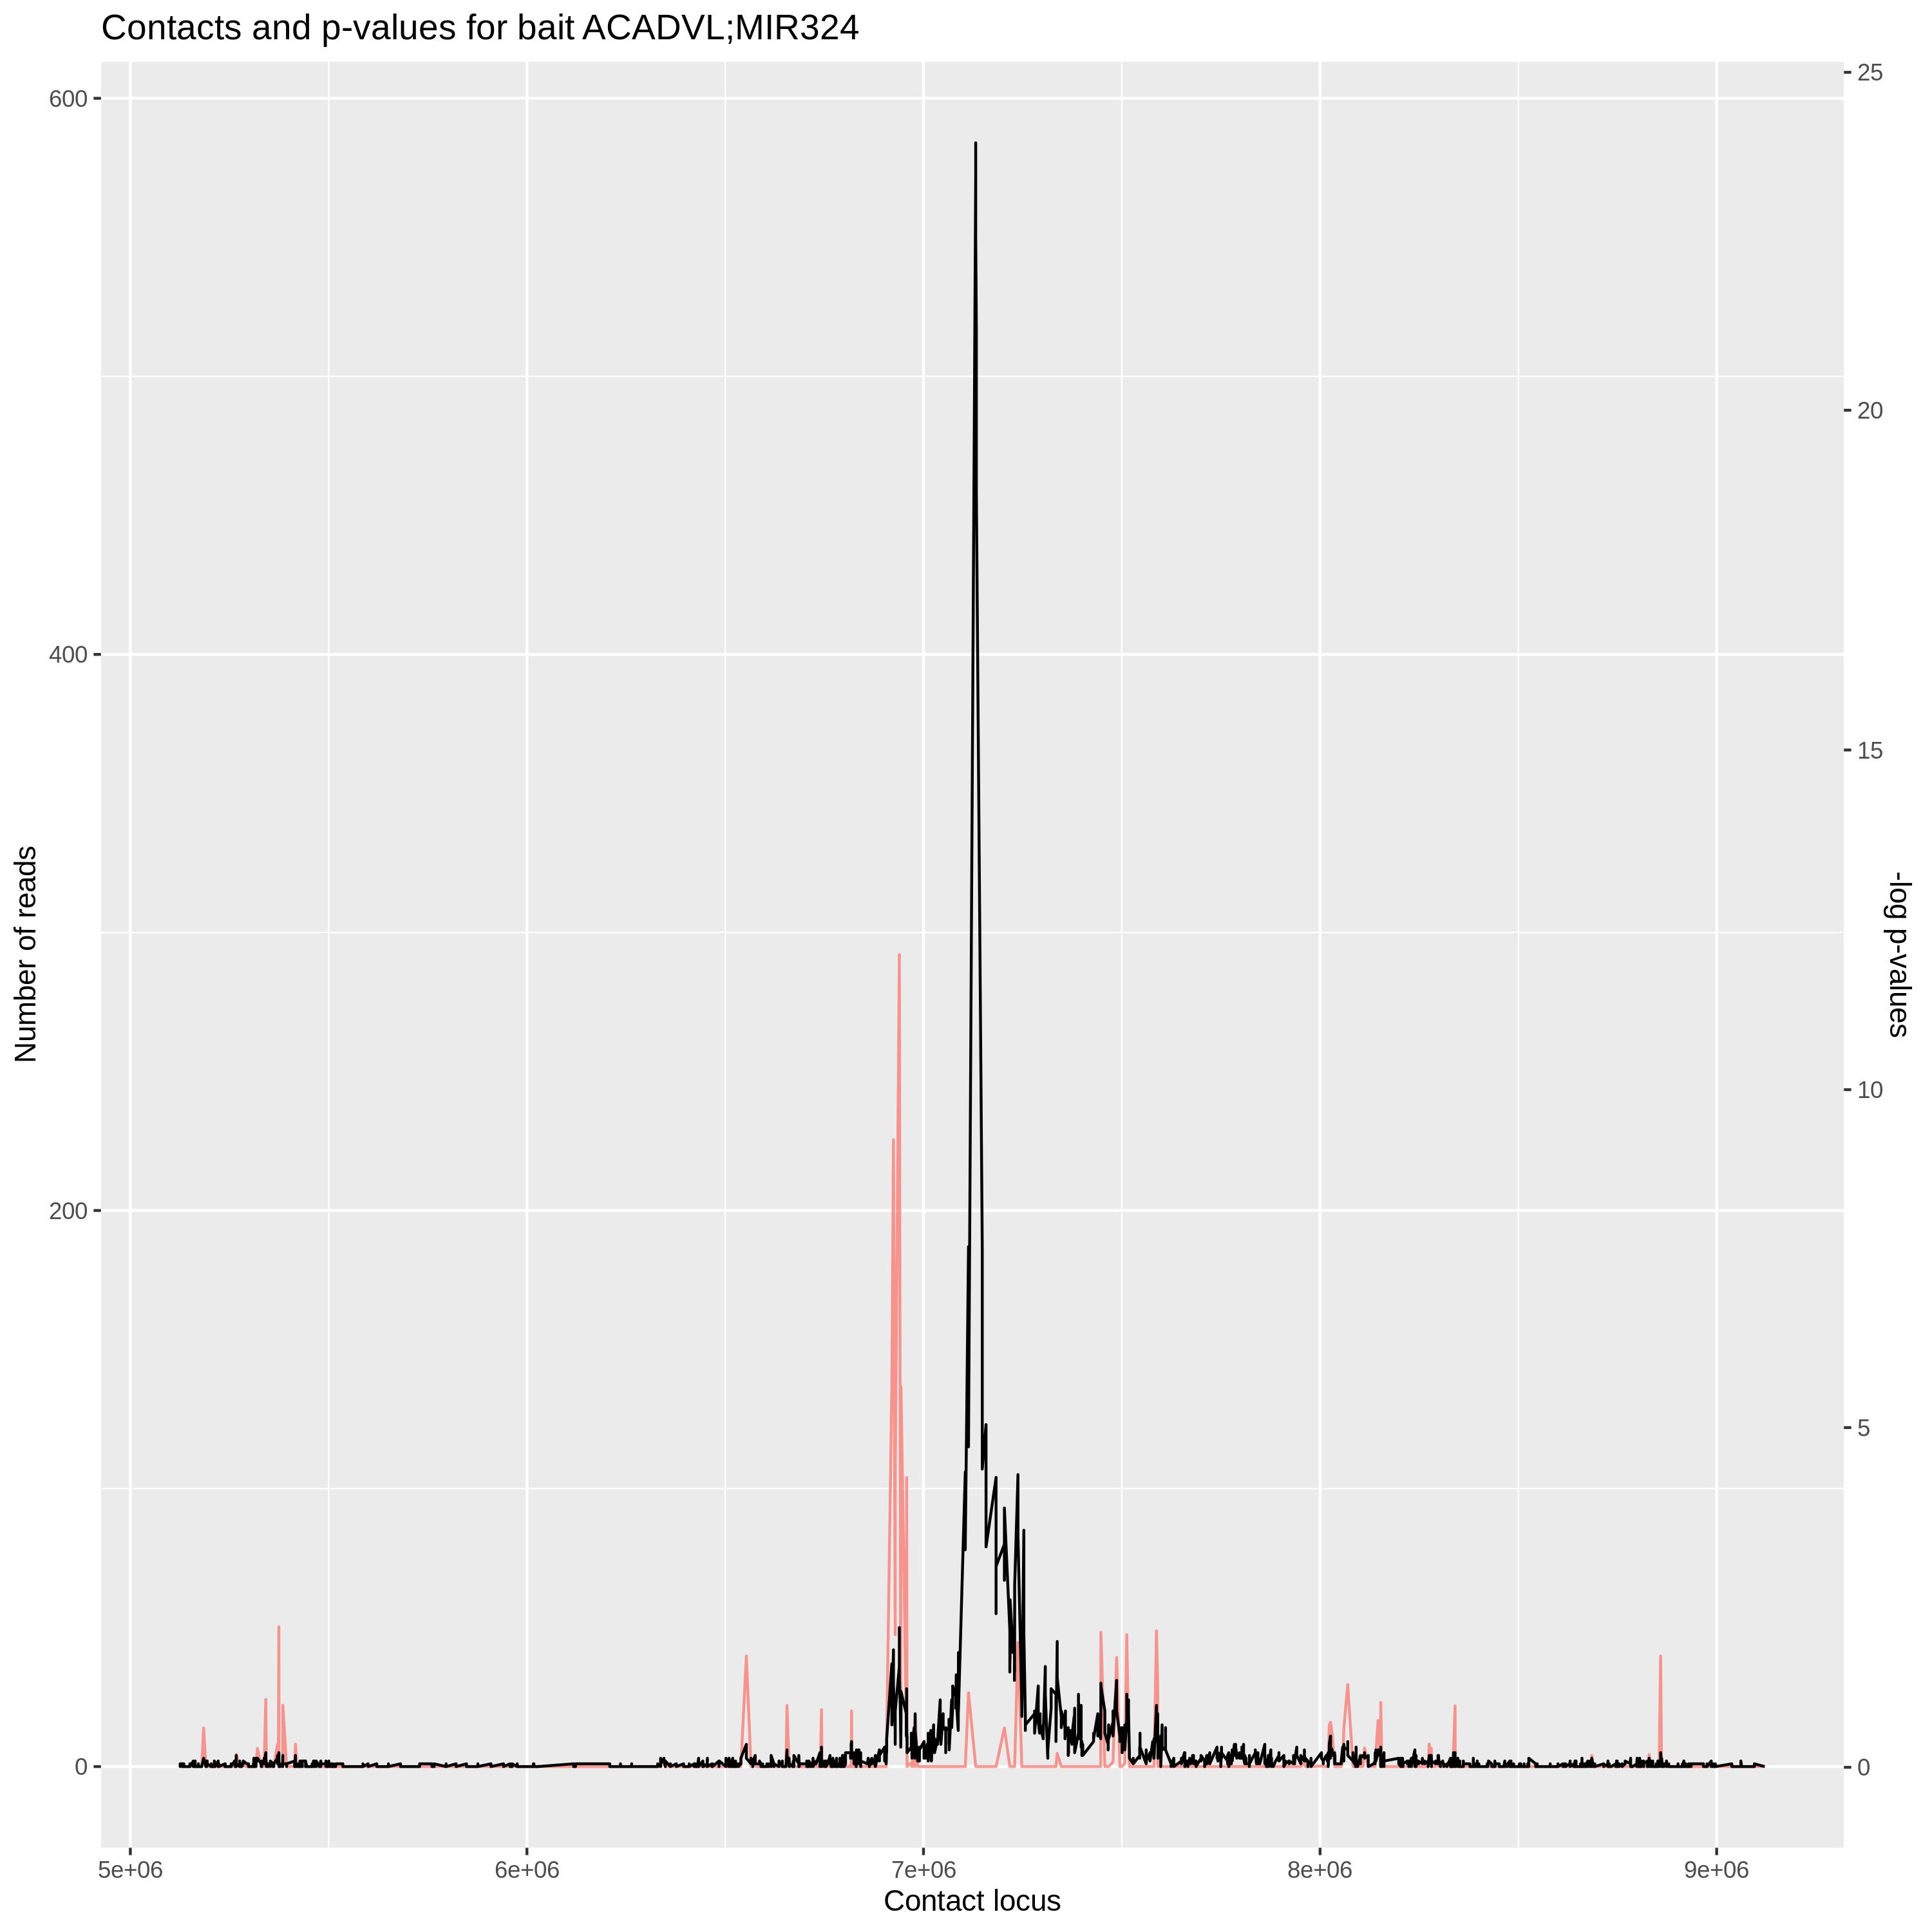 Contacts and p-values for bait ACADVL;MIR324
600
400
200
0
Number of reads
25
20
15
10
5
0
-log p-values
5e+06
6e+06
7e+06
8e+06
9e+06
Contact locus